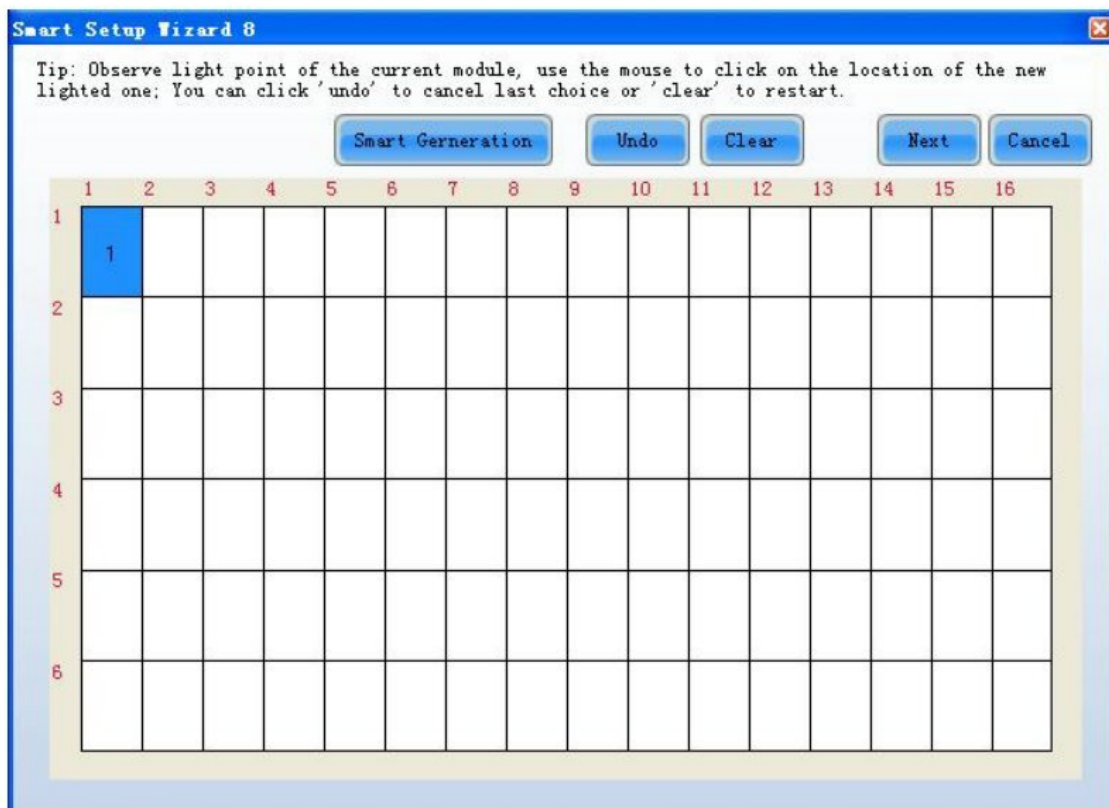 Smart Setup Wizard 8
Tip: Observe light point of the current module, use the mouse to click on the location of the new
lighted one; You can click 'undo' to cancel last choice or 'clear' to restart.
Smart Gerneration Undo Clear Next Cancel
1 2 3 4 5 6 7 8 9 10 11 12 13 14 15 16
1
1
2
3
4
5
6